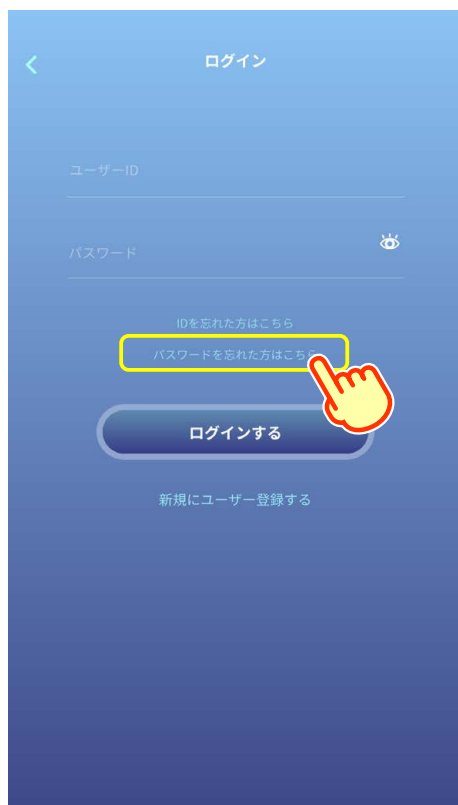 ログイン
ユーザーID
パスワード
IDを忘れた方はこちら
パスワードを忘れた方はこちら
ログインする
新規にユーザー登録する